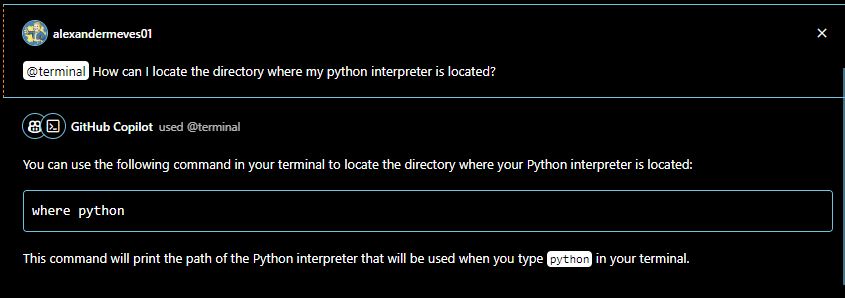 alexandermeves01
@terminal How can I locate the directory where my python interpreter is located?
GitHub Copilot used @terminal
You can use the following command in your terminal to locate the directory where your Python interpreter is located:
where python
This command will print the path of the Python interpreter that will be used when you type python in your terminal.